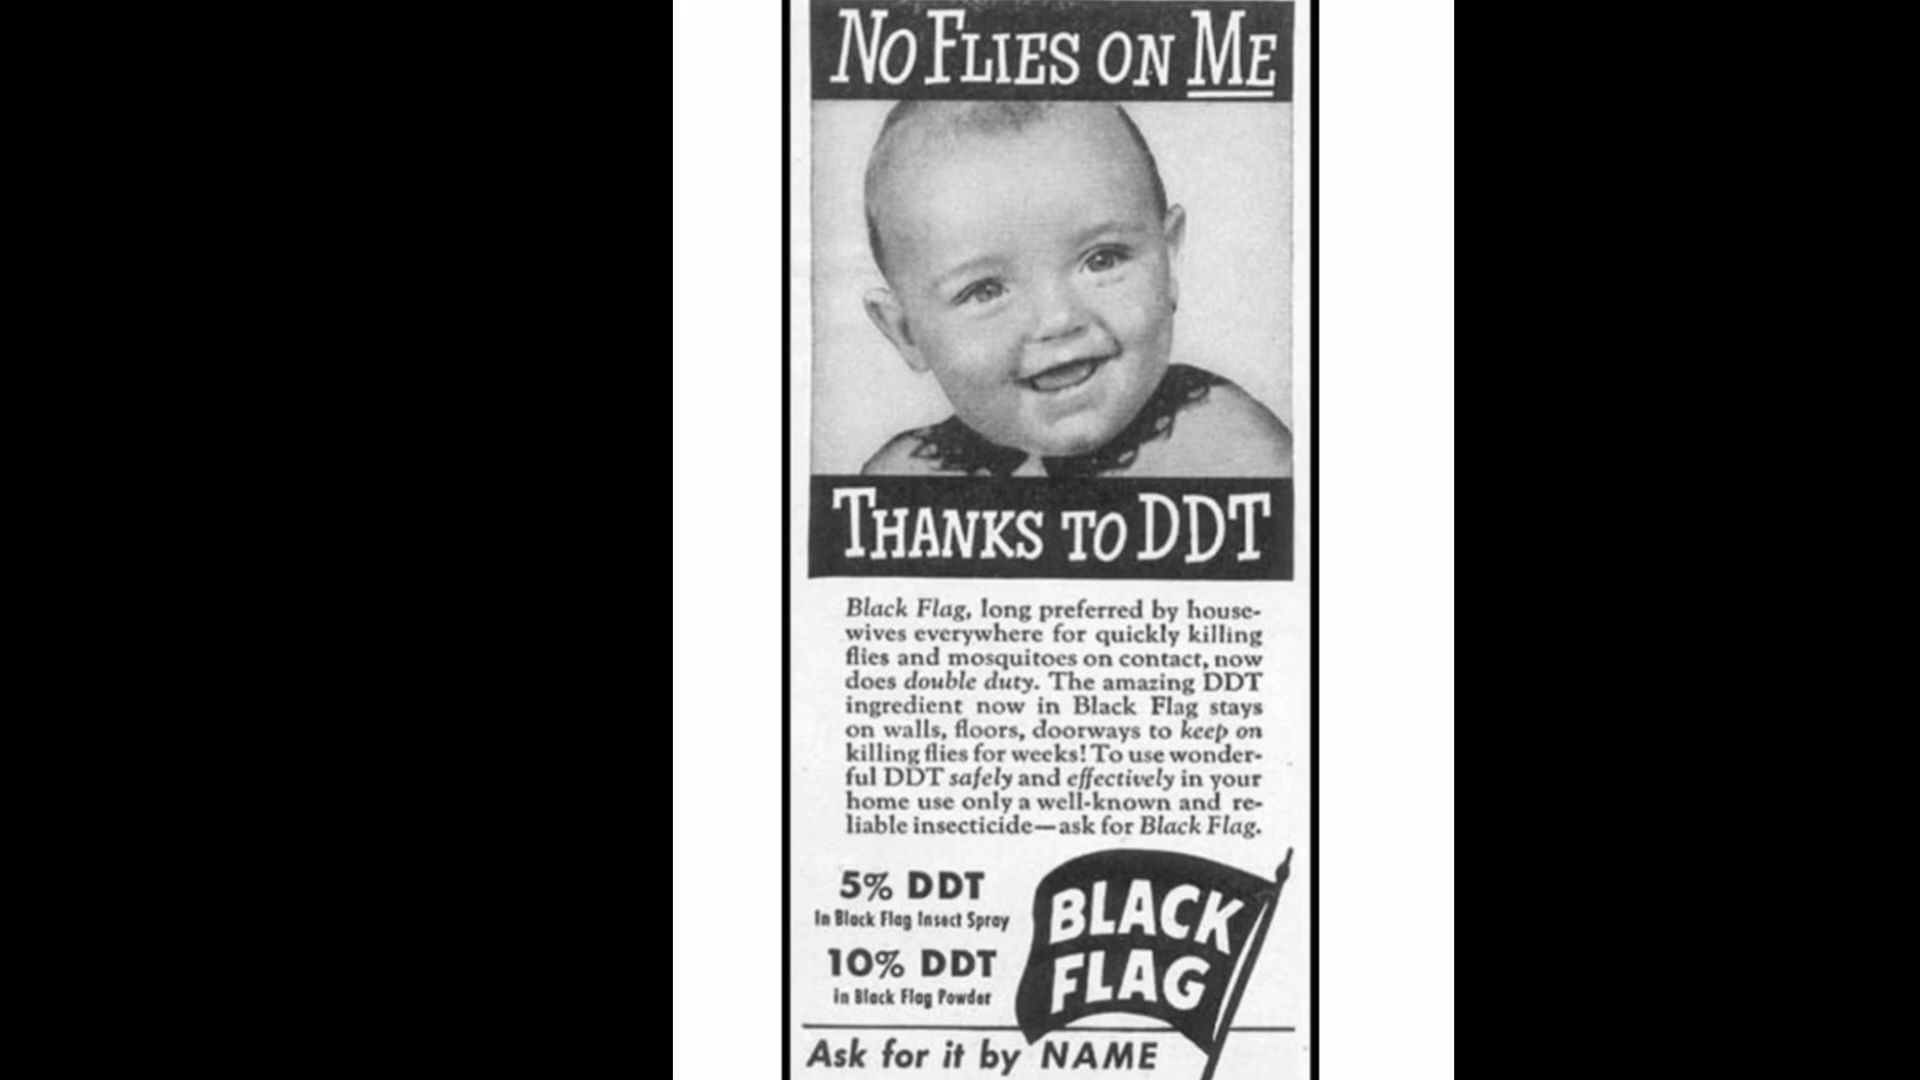 NO FLIES ON ME
THANKS TO DDT
Black Flag, long preferred by house-
wives everywhere for quickly killing
flies and mosquitoes on contact, now
does double duty. The amazing DDT
ingredient now in Black Flag stays
on walls, floors, doorways to keep on
killing flies for weeks! To use wonder-
ful DDT safely and effectively in your
home use only a well-known and re-
liable insecticide—ask for Black Flag.
5% DDT
In Black Flag Insect Spray
10% DDT
in Black Flag Powder
BLACK
FLAG
Ask for it by NAME